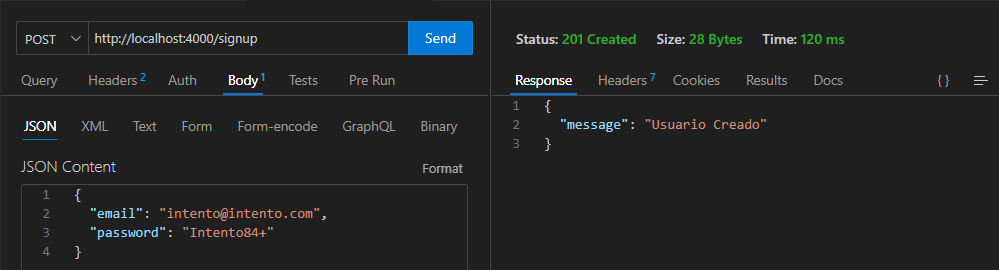 POST http://localhost:4000/signup Send
Query Headers 2 Auth Body 1 Tests Pre Run
JSON XML Text Form Form-encode GraphQL Binary
JSON Content Format
1 {
2 "email": "intento@intento.com",
3 "password": "Intento84+"
4 }
Status: 201 Created Size: 28 Bytes Time: 120 ms
Response Headers 7 Cookies Results Docs {}
1 {
2 "message": "Usuario Creado"
3 }